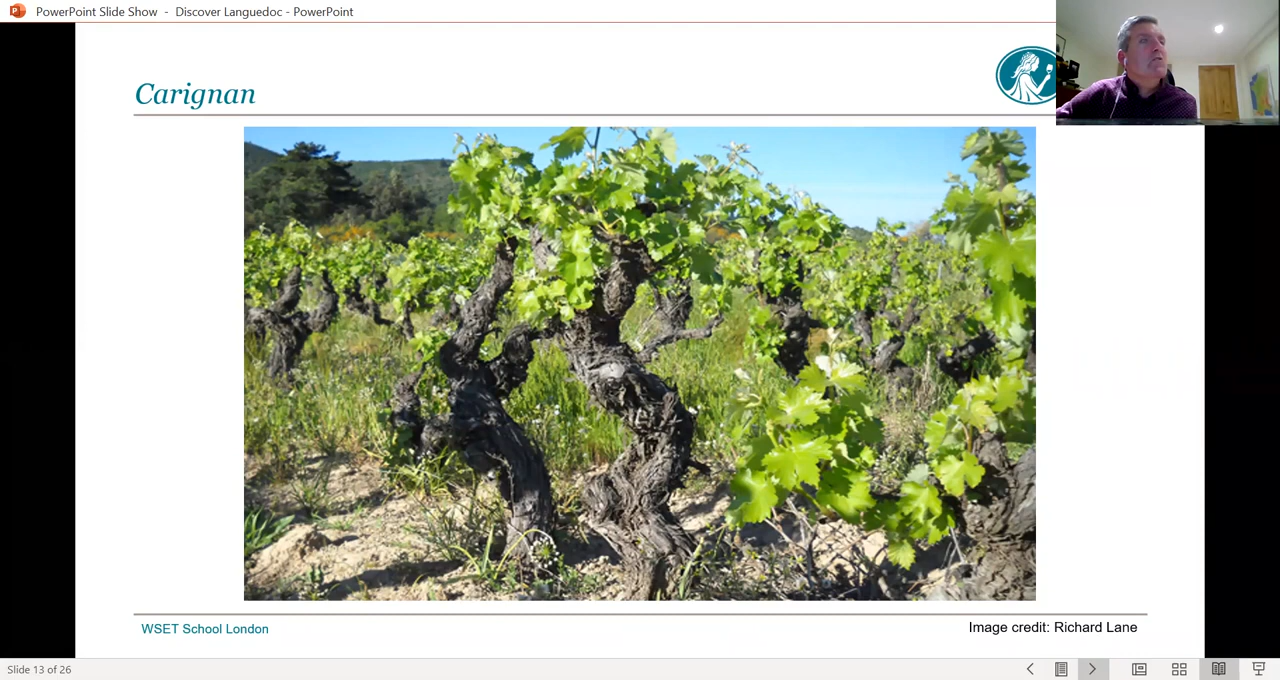 PowerPoint Slide Show - Discover Languedoc - PowerPoint
Carignan
WSET School London
Image credit: Richard Lane
Slide 13 of 26